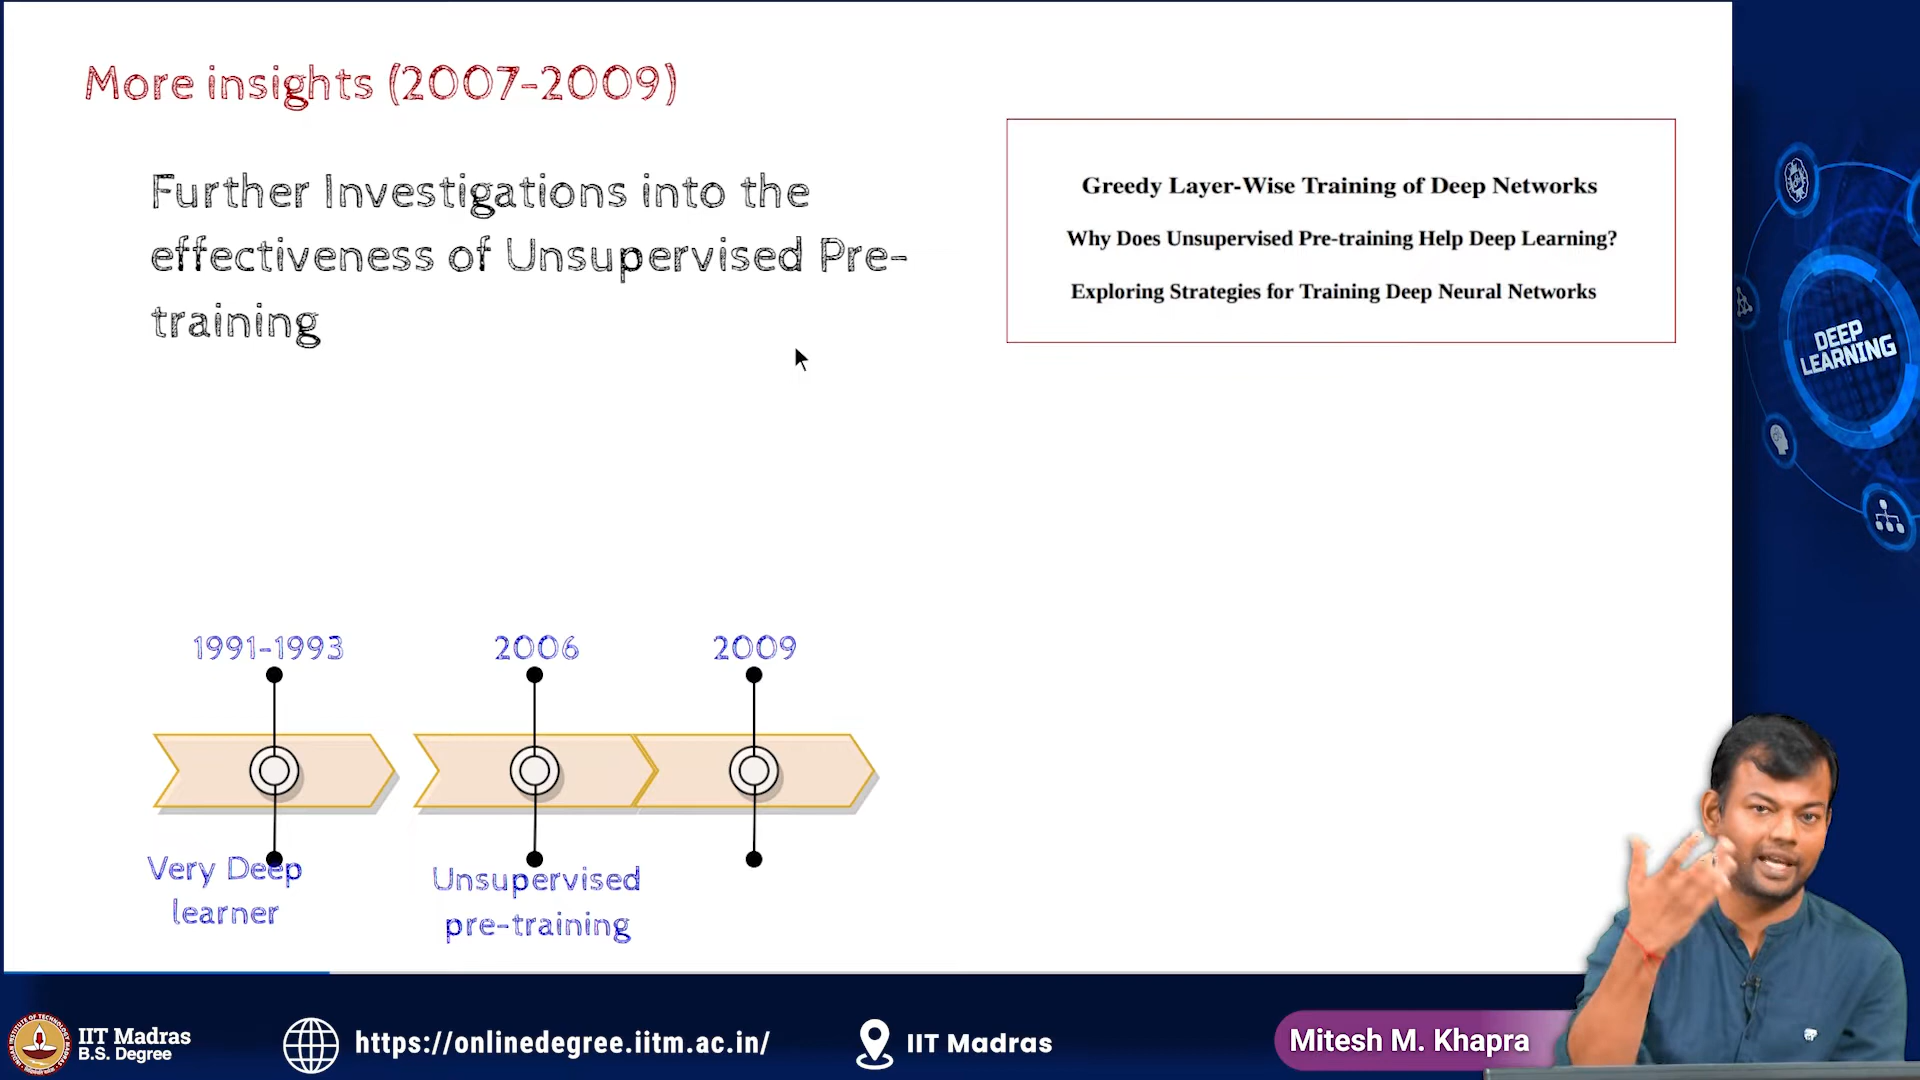 More insights (2007-2009)
Further Investigations into the
effectiveness of Unsupervised Pre-
training
Greedy Layer-Wise Training of Deep Networks
Why Does Unsupervised Pre-training Help Deep Learning?
Exploring Strategies for Training Deep Neural Networks
DEEP
LEARNING
1991-1993
2006
2009
Very Deep
learner
Unsupervised
pre-training
IIT Madras
B.S. Degree
https://onlinedegree.iitm.ac.in/
IIT Madras
Mitesh M. Khapra